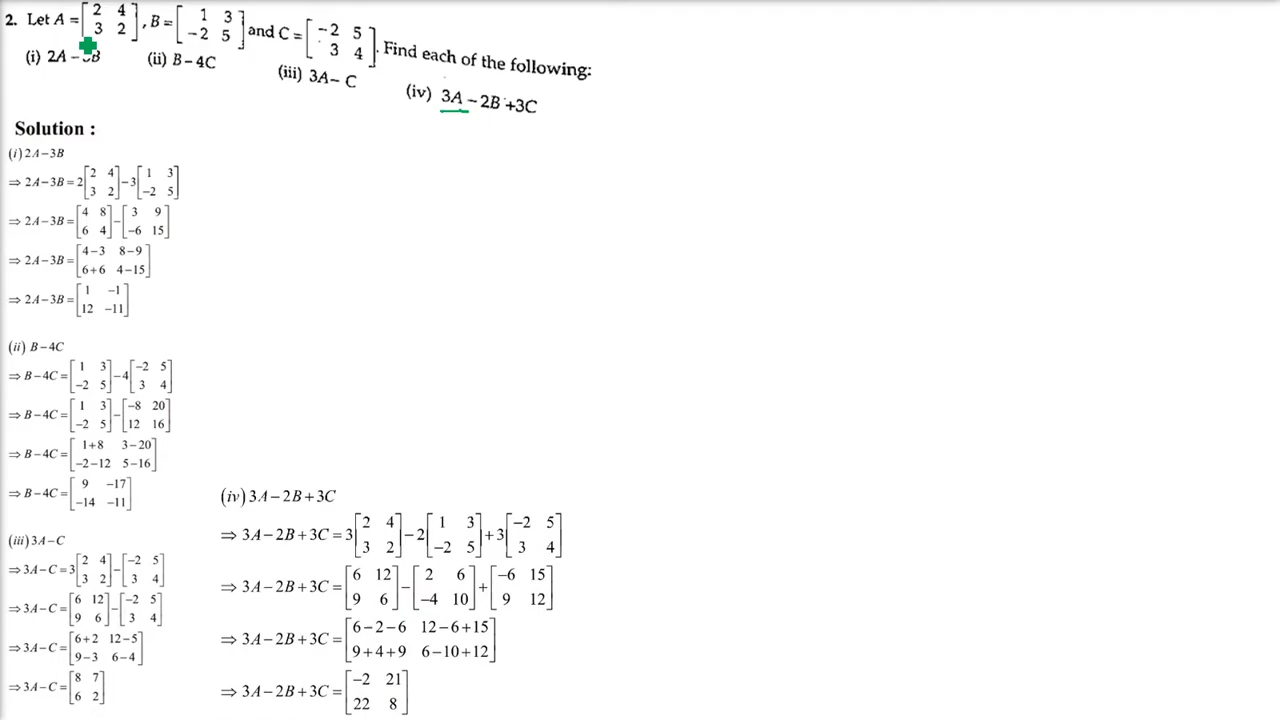 2. Let A = [2 4; 3 2], B = [1 3; −2 5] and C = [−2 5; 3 4]. Find each of the following:
(i) 2A − 3B (ii) B − 4C (iii) 3A − C (iv) 3A − 2B + 3C
Solution :
(i) 2A−3B
⇒ 2A−3B = 2[2 4; 3 2] − 3[1 3; −2 5]
⇒ 2A−3B = [4 8; 6 4] − [3 9; −6 15]
⇒ 2A−3B = [4−3 8−9; 6+6 4−15]
⇒ 2A−3B = [1 −1; 12 −11]
(ii) B−4C
⇒ B−4C = [1 3; −2 5] − 4[−2 5; 3 4]
⇒ B−4C = [1 3; −2 5] − [−8 20; 12 16]
⇒ B−4C = [1+8 3−20; −2−12 5−16]
⇒ B−4C = [9 −17; −14 −11]
(iii) 3A−C
⇒ 3A−C = 3[2 4; 3 2] − [−2 5; 3 4]
⇒ 3A−C = [6 12; 9 6] − [−2 5; 3 4]
⇒ 3A−C = [6+2 12−5; 9−3 6−4]
⇒ 3A−C = [8 7; 6 2]
(iv) 3A−2B+3C
⇒ 3A−2B+3C = 3[2 4; 3 2] − 2[1 3; −2 5] + 3[−2 5; 3 4]
⇒ 3A−2B+3C = [6 12; 9 6] − [2 6; −4 10] + [−6 15; 9 12]
⇒ 3A−2B+3C = [6−2−6 12−6+15; 9+4+9 6−10+12]
⇒ 3A−2B+3C = [−2 21; 22 8]